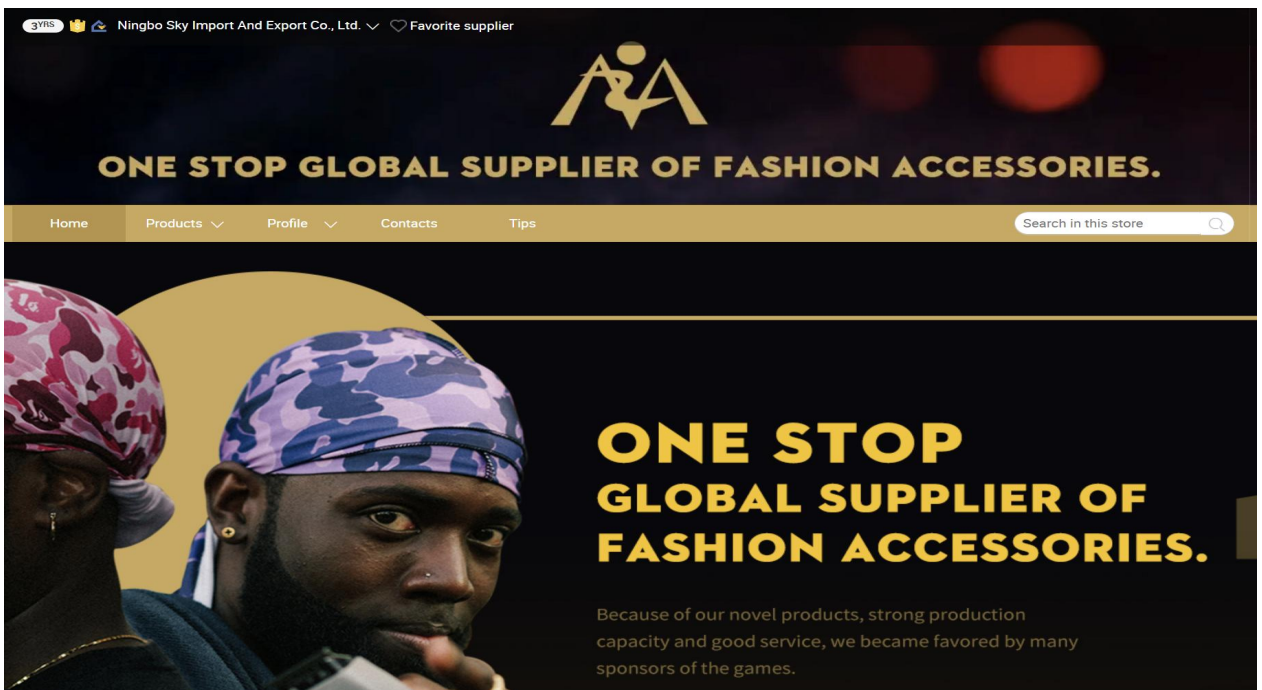 3YRS Ningbo Sky Import And Export Co., Ltd. Favorite supplier
ONE STOP GLOBAL SUPPLIER OF FASHION ACCESSORIES.
Home Products Profile Contacts Tips Search in this store
ONE STOP
GLOBAL SUPPLIER OF
FASHION ACCESSORIES.
Because of our novel products, strong production
capacity and good service, we became favored by many
sponsors of the games.